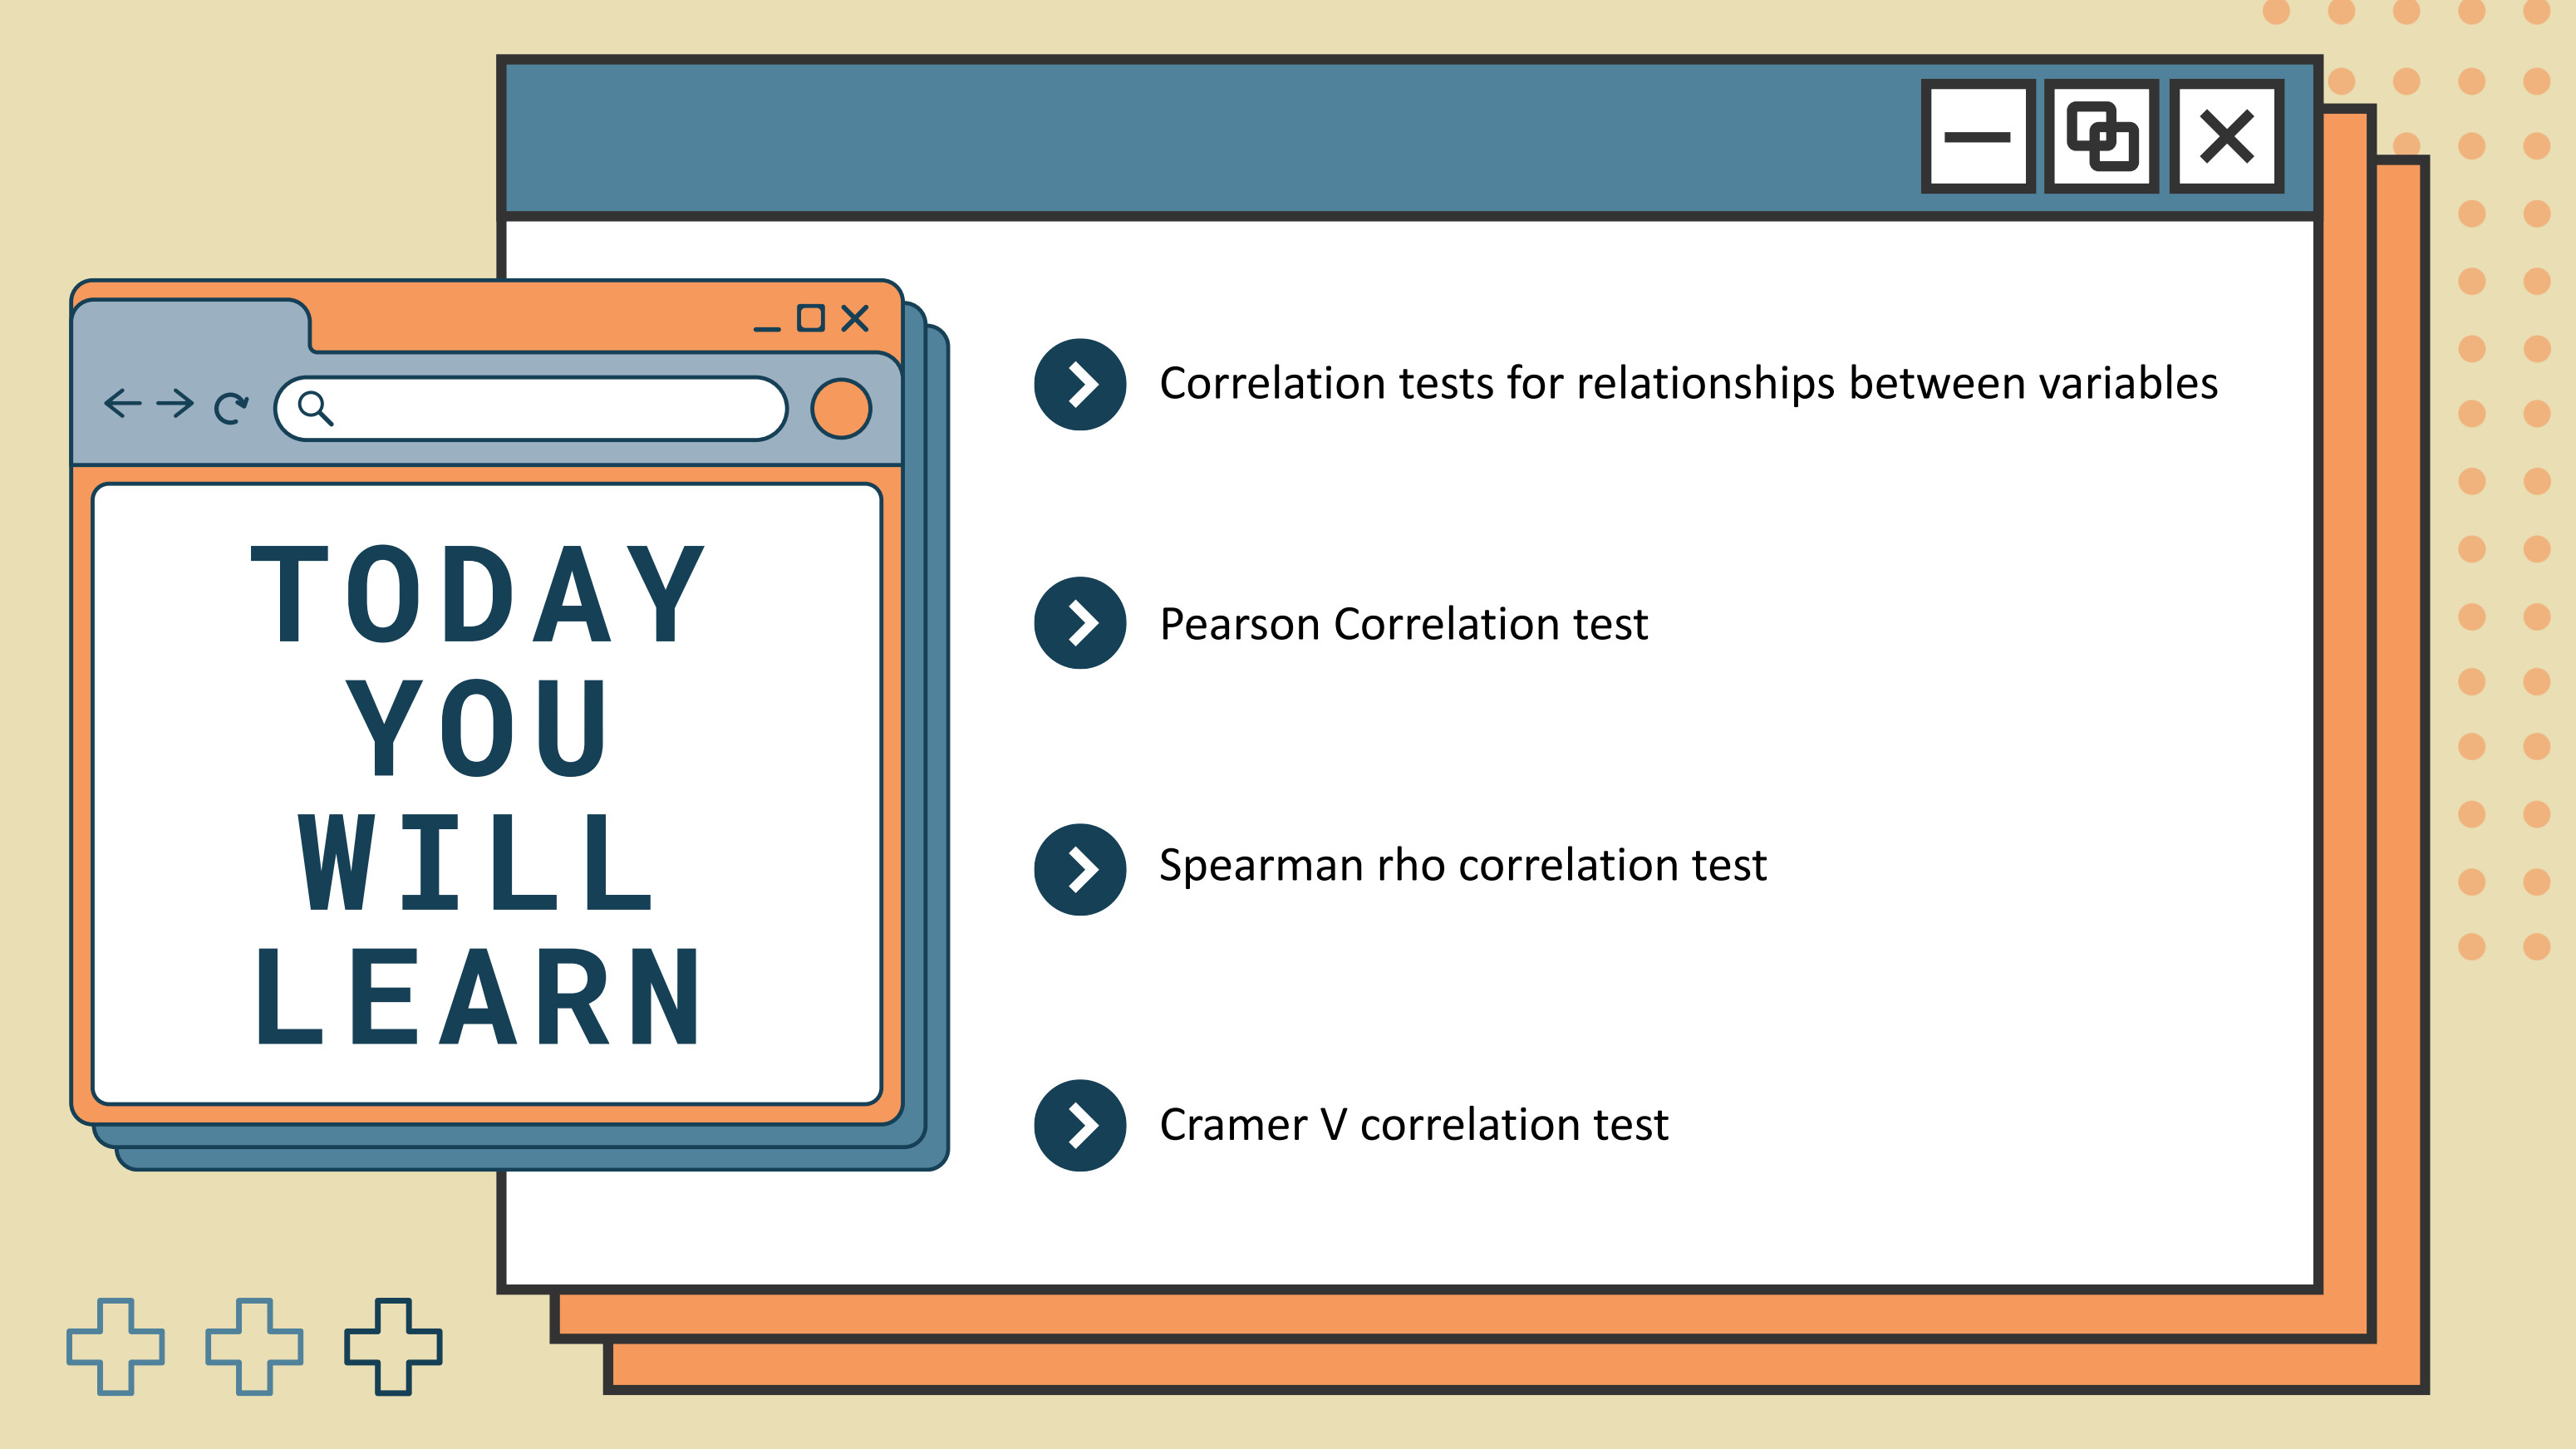 TODAY
YOU
WILL
LEARN
Correlation tests for relationships between variables
Pearson Correlation test
Spearman rho correlation test
Cramer V correlation test